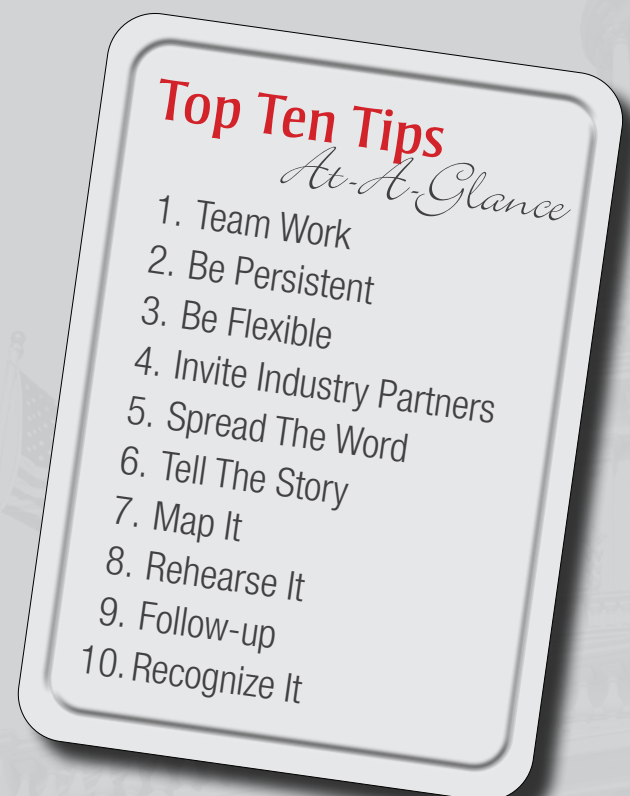 Top Ten Tips
At-A-Glance
1. Team Work
2. Be Persistent
3. Be Flexible
4. Invite Industry Partners
5. Spread The Word
6. Tell The Story
7. Map It
8. Rehearse It
9. Follow-up
10. Recognize It